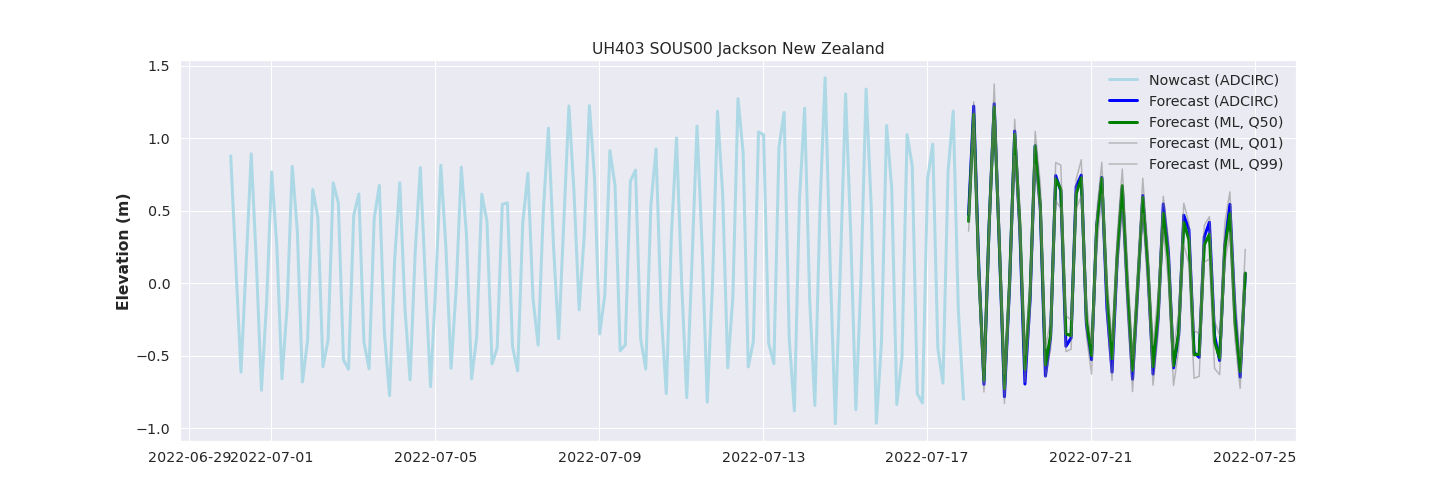 UH403 SOUS00 Jackson New Zealand
Elevation (m)
1.5
1.0
0.5
0.0
−0.5
−1.0
2022-06-29
2022-07-01
2022-07-05
2022-07-09
2022-07-13
2022-07-17
2022-07-21
2022-07-25
Nowcast (ADCIRC)
Forecast (ADCIRC)
Forecast (ML, Q50)
Forecast (ML, Q01)
Forecast (ML, Q99)